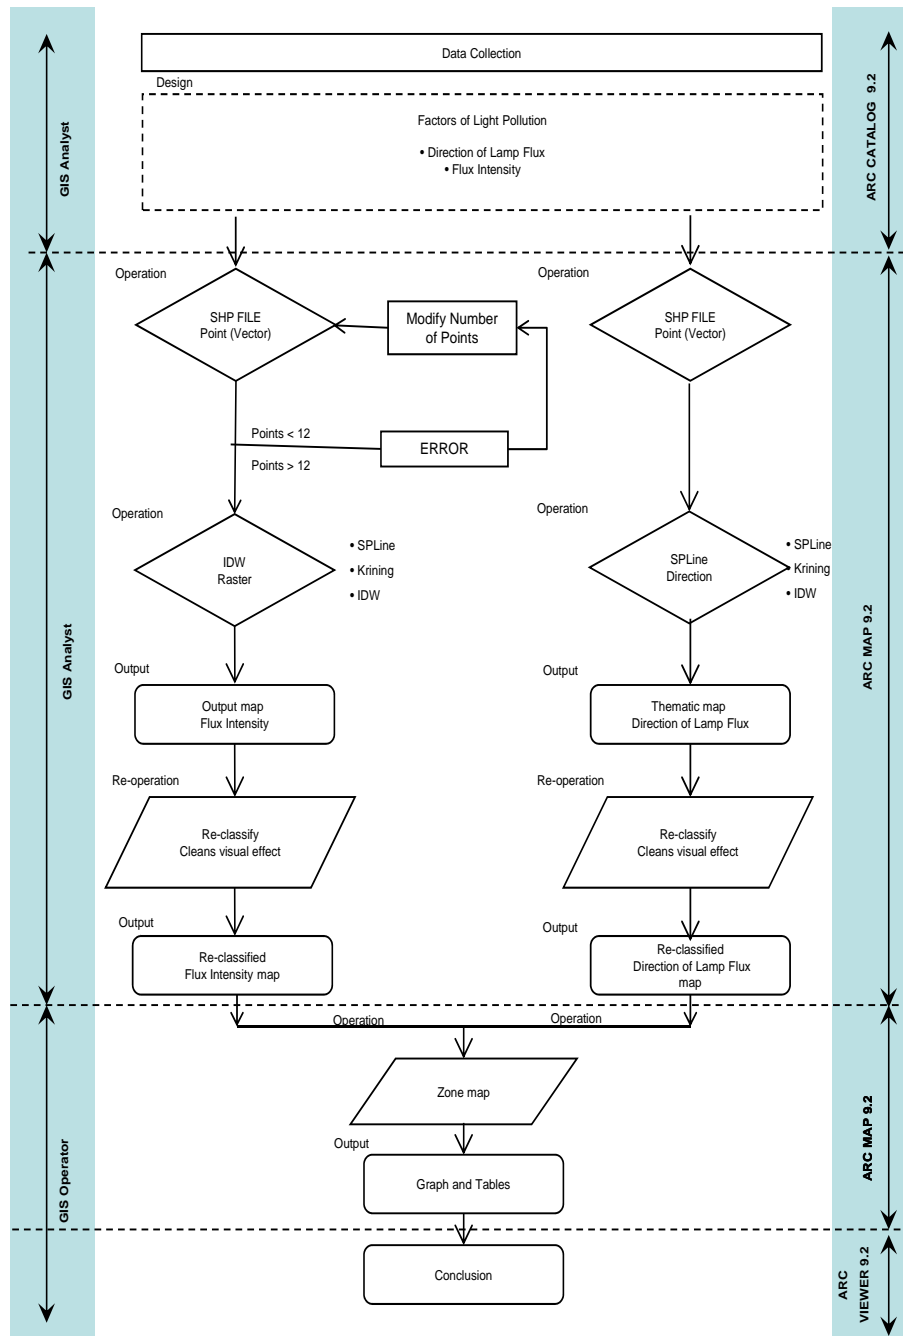 Data Collection
Design
Factors of Light Pollution
• Direction of Lamp Flux
• Flux Intensity
GIS Analyst
ARC CATALOG 9.2
Operation
Operation
SHP FILE
Point (Vector)
Modify Number
of Points
SHP FILE
Point (Vector)
Points < 12
ERROR
Points > 12
Operation
Operation
IDW
Raster
• SPLine
• Krining
• IDW
SPLine
Direction
• SPLine
• Krining
• IDW
GIS Analyst
ARC MAP 9.2
Output
Output
Output map
Flux Intensity
Thematic map
Direction of Lamp Flux
Re-operation
Re-operation
Re-classify
Cleans visual effect
Re-classify
Cleans visual effect
Output
Output
Re-classified
Flux Intensity map
Re-classified
Direction of Lamp Flux
map
Operation
Operation
Zone map
Output
Graph and Tables
GIS Operator
ARC MAP 9.2
Conclusion
ARC
VIEWER 9.2